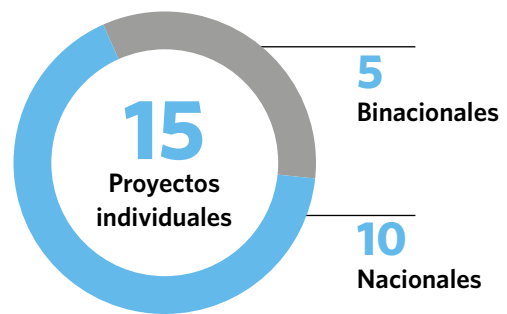 15
Proyectos
individuales
5
Binacionales
10
Nacionales